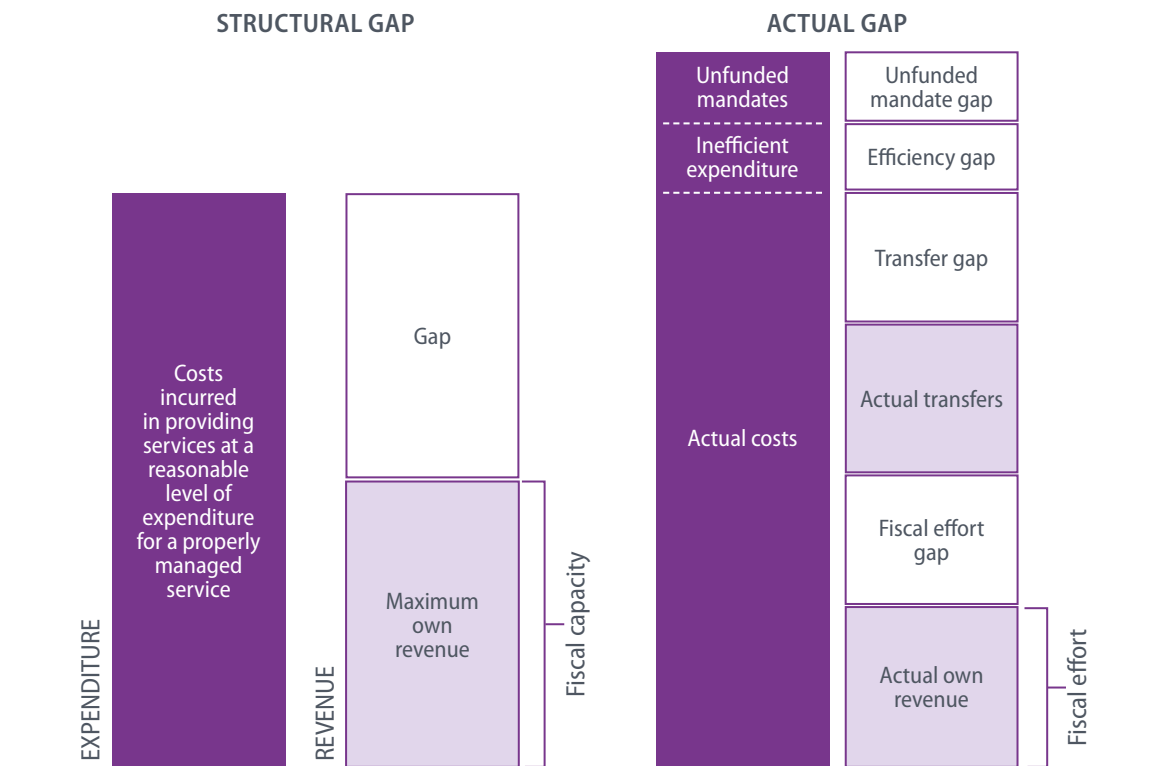 STRUCTURAL GAP
EXPENDITURE
Costs
incurred
in providing
services at a
reasonable
level of
expenditure
for a properly
managed
service
REVENUE
Gap
Maximum
own
revenue
Fiscal capacity
ACTUAL GAP
Unfunded
mandates
Inefficient
expenditure
Actual costs
Unfunded
mandate gap
Efficiency gap
Transfer gap
Actual transfers
Fiscal effort
gap
Actual own
revenue
Fiscal effort